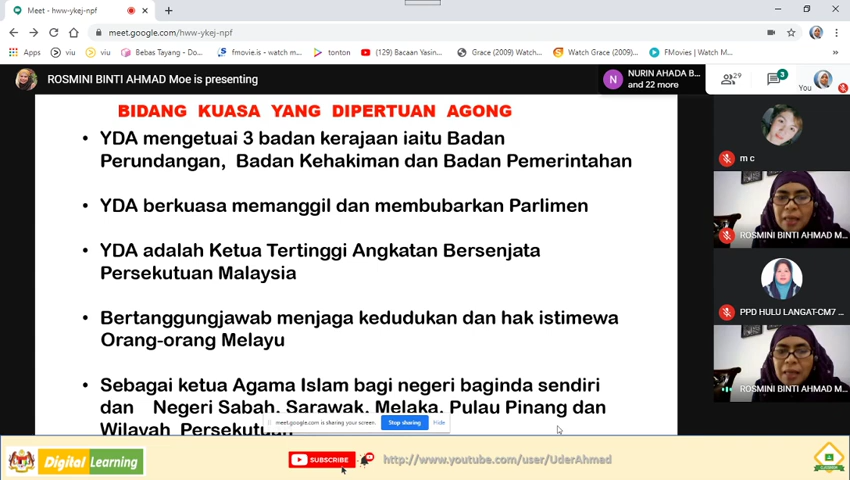 Meet - hww-ykej-npf
meet.google.com/hww-ykej-npf
Apps viu viu Bebas Tayang - Do... fmovie.is - watch m... tonton (129) Bacaan Yasin... Grace (2009) Movie... Watch Grace (2009)... FMovies | Watch M...
ROSMINI BINTI AHMAD Moe is presenting
N NURIN AHADA B...
and 22 more
29
3
You
BIDANG KUASA YANG DIPERTUAN AGONG
• YDA mengetuai 3 badan kerajaan iaitu Badan
Perundangan, Badan Kehakiman dan Badan Pemerintahan
• YDA berkuasa memanggil dan membubarkan Parlimen
• YDA adalah Ketua Tertinggi Angkatan Bersenjata
Persekutuan Malaysia
• Bertanggungjawab menjaga kedudukan dan hak istimewa
Orang-orang Melayu
• Sebagai ketua Agama Islam bagi negeri baginda sendiri
dan Negeri Sabah, Sarawak, Melaka, Pulau Pinang dan
Wilayah Persekutuan
meet.google.com is sharing your screen. Stop sharing Hide
m c
ROSMINI BINTI AHMAD M...
PPD HULU LANGAT-CM7 ...
ROSMINI BINTI AHMAD M...
Digital Learning
SUBSCRIBE
http://www.youtube.com/user/UderAhmad